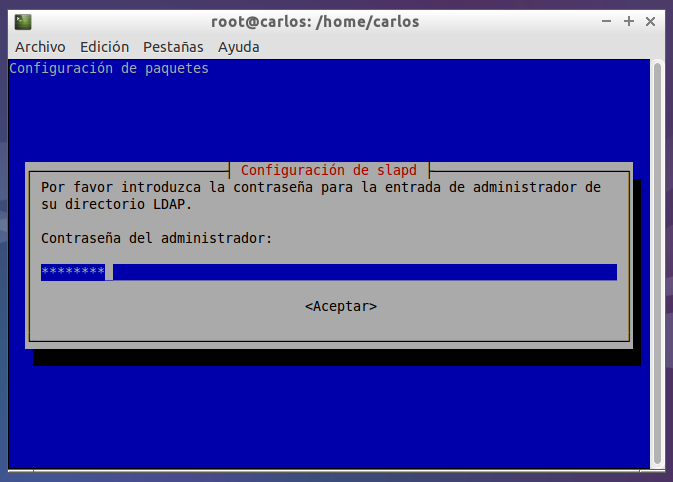 root@carlos: /home/carlos
Archivo Edición Pestañas Ayuda
Configuración de paquetes
Configuración de slapd
Por favor introduzca la contraseña para la entrada de administrador de
su directorio LDAP.
Contraseña del administrador:
********_
<Aceptar>